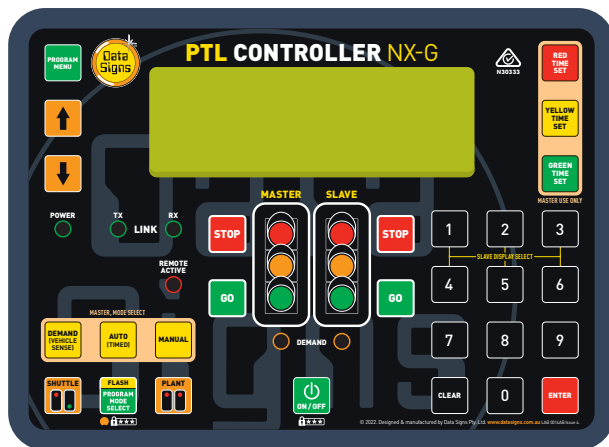 PROGRAM
MENU
Data
Signs
PTL CONTROLLER NX-G
N30333
RED
TIME
SET
YELLOW
TIME
SET
GREEN
TIME
SET
MASTER USE ONLY
MASTER SLAVE
POWER TX LINK RX
REMOTE
ACTIVE
STOP
STOP
GO
GO
1 2 3
SLAVE DISPLAY SELECT
4 5 6
7 8 9
CLEAR 0 ENTER
MASTER, MODE SELECT
DEMAND
(VEHICLE
SENSE)
AUTO
(TIMED)
MANUAL
DEMAND
SHUTTLE
FLASH
PROGRAM
MODE
SELECT
PLANT
ON/OFF
***
***
Data
Signs
© 2022. Designed & manufactured by Data Signs Pty. Ltd. www.datasigns.com.au